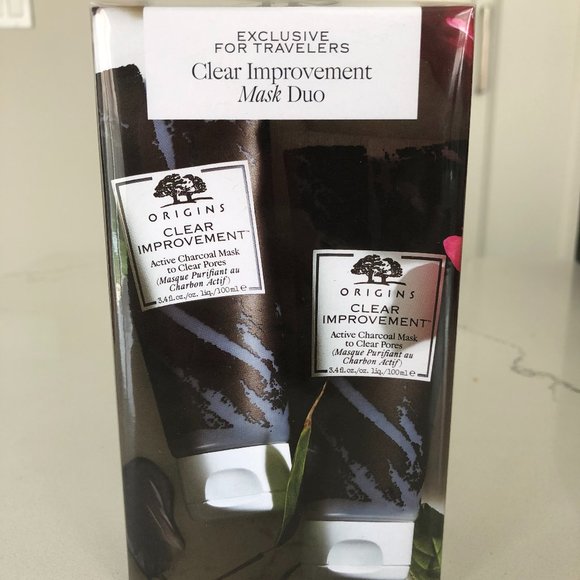 EXCLUSIVE
FOR TRAVELERS
Clear Improvement
Mask Duo
ORIGINS
CLEAR
IMPROVEMENT™
Active Charcoal Mask
to Clear Pores
(Masque Purifiant au
Charbon Actif)
3.4 fl.oz./oz. liq./100ml ℮
ORIGINS
CLEAR
IMPROVEMENT™
Active Charcoal Mask
to Clear Pores
(Masque Purifiant au
Charbon Actif)
3.4 fl.oz./oz. liq./100ml ℮